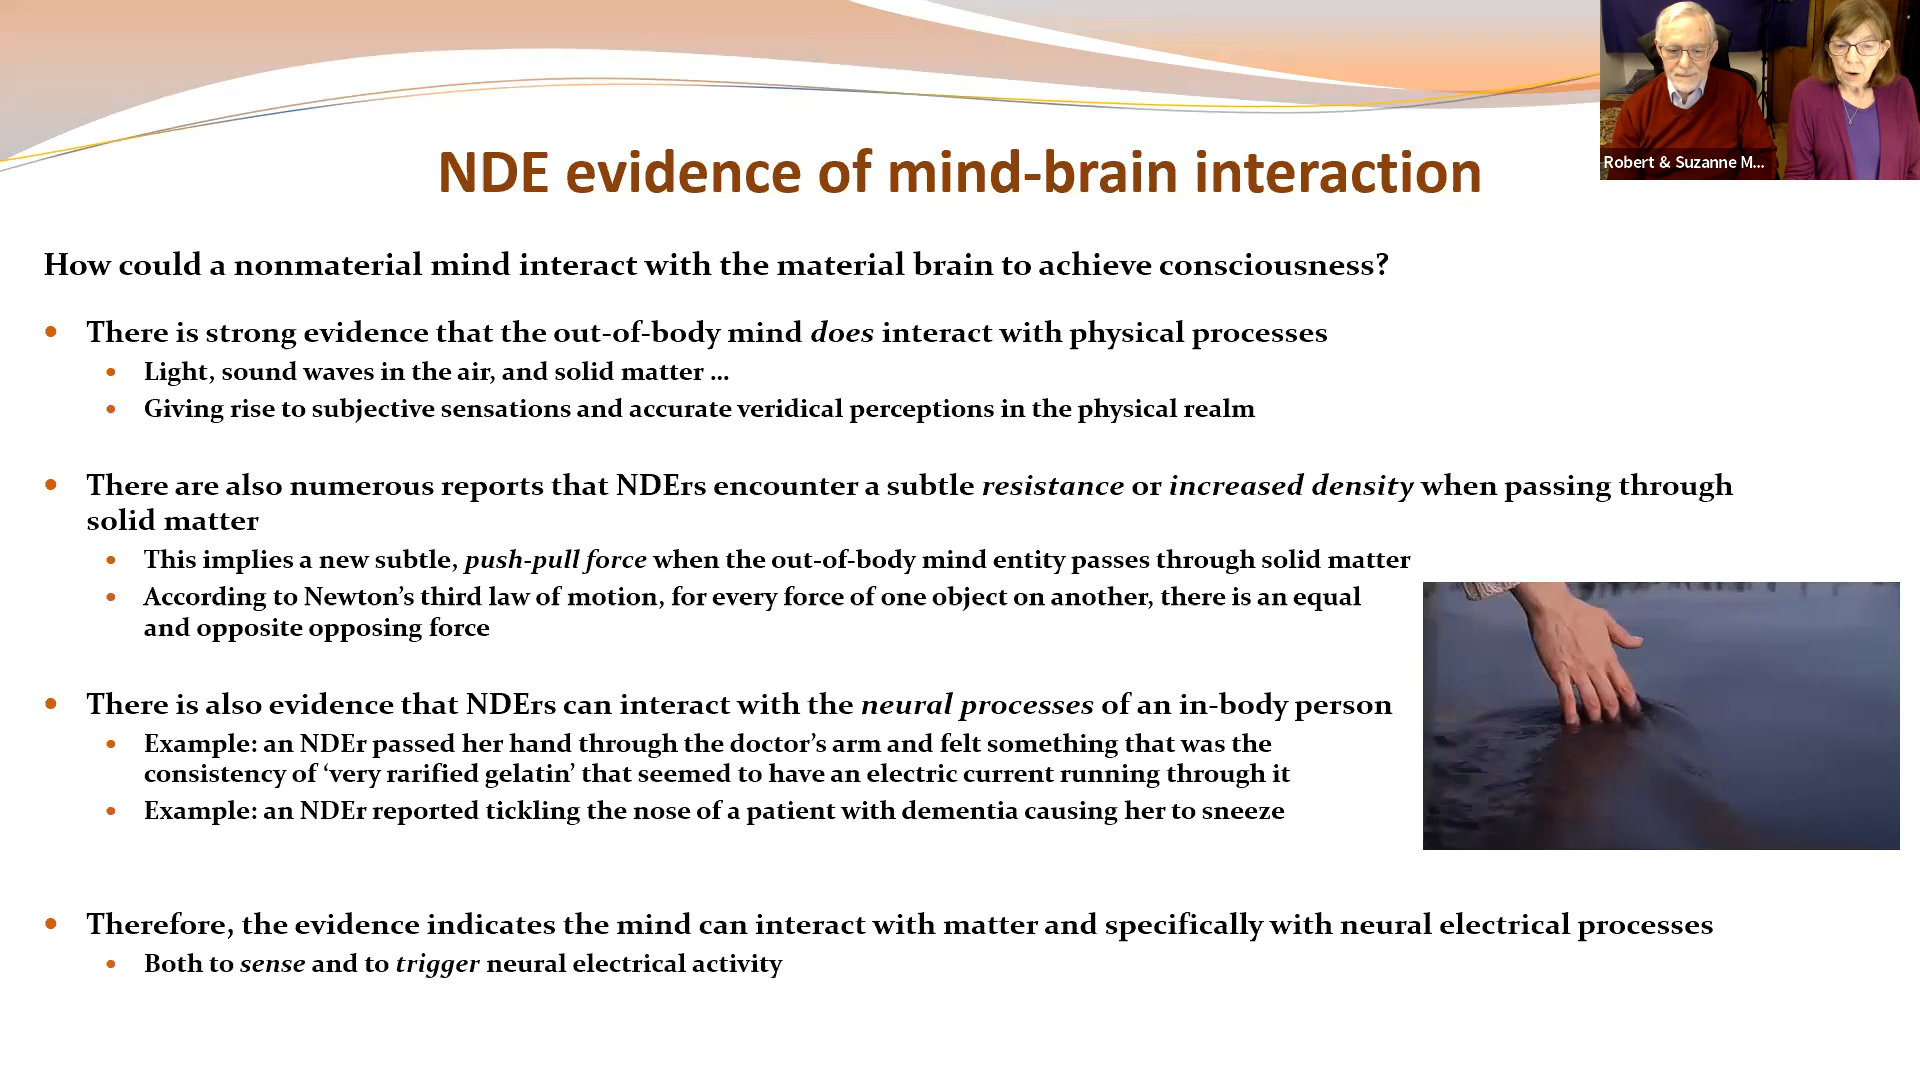 Robert & Suzanne M...
NDE evidence of mind-brain interaction
How could a nonmaterial mind interact with the material brain to achieve consciousness?
• There is strong evidence that the out-of-body mind does interact with physical processes
• Light, sound waves in the air, and solid matter ...
• Giving rise to subjective sensations and accurate veridical perceptions in the physical realm
• There are also numerous reports that NDErs encounter a subtle resistance or increased density when passing through
solid matter
• This implies a new subtle, push-pull force when the out-of-body mind entity passes through solid matter
• According to Newton’s third law of motion, for every force of one object on another, there is an equal
and opposite opposing force
• There is also evidence that NDErs can interact with the neural processes of an in-body person
• Example: an NDEr passed her hand through the doctor’s arm and felt something that was the
consistency of ‘very rarified gelatin’ that seemed to have an electric current running through it
• Example: an NDEr reported tickling the nose of a patient with dementia causing her to sneeze
• Therefore, the evidence indicates the mind can interact with matter and specifically with neural electrical processes
• Both to sense and to trigger neural electrical activity